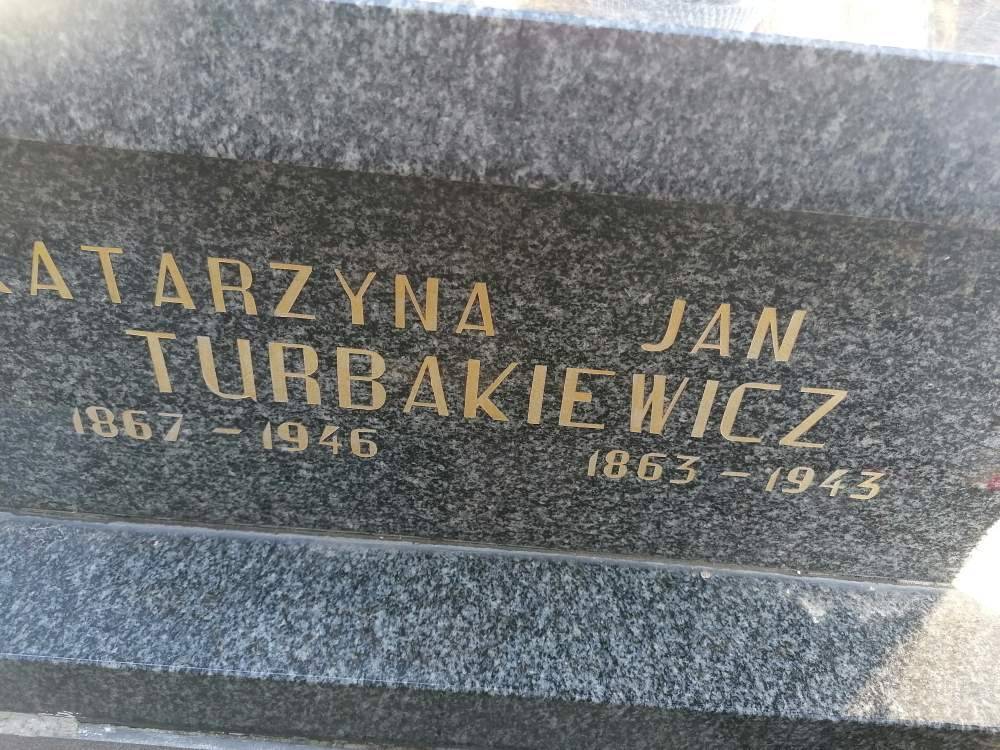 KATARZYNA JAN
TURBAKIEWICZ
1867 - 1946 1863 - 1943